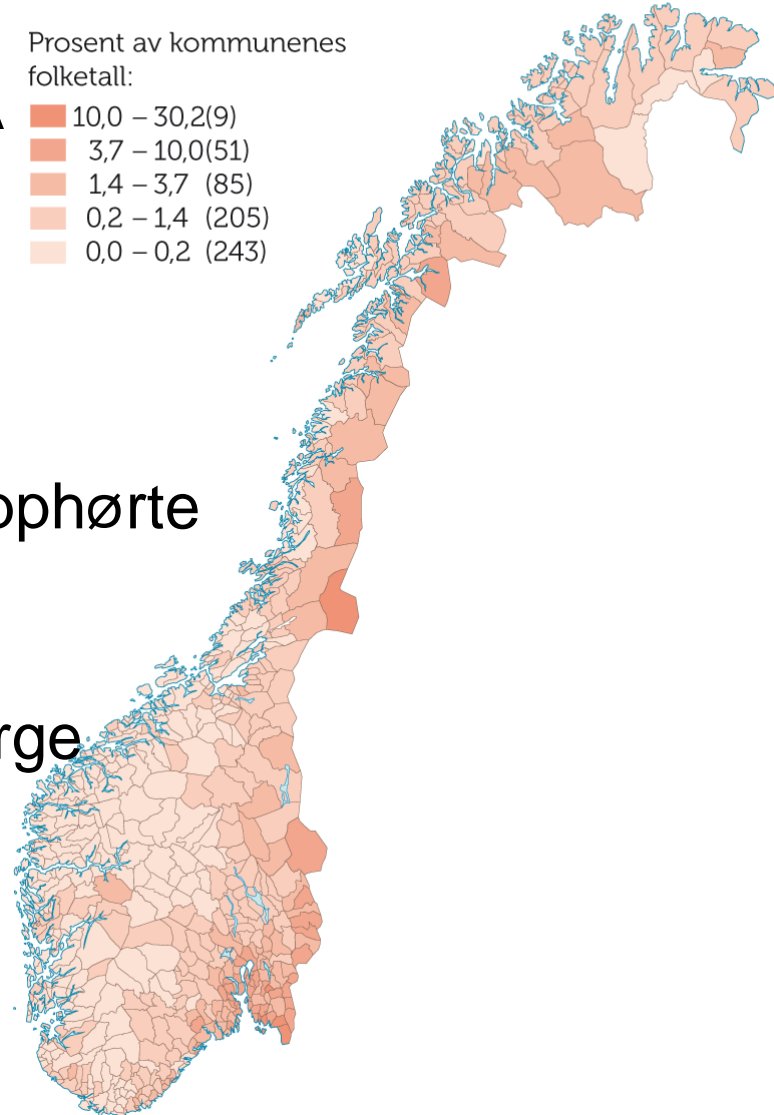 Prosent av kommunenes
folketall:
10,0 – 30,2(9)
3,7 – 10,0(51)
1,4 – 3,7 (85)
0,2 – 1,4 (205)
0,0 – 0,2 (243)
ophørte
rge